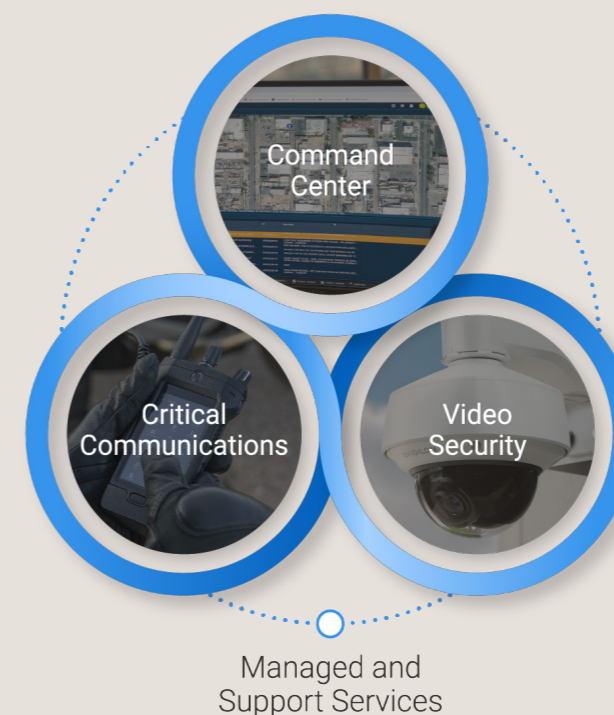 Command
Center
Critical
Communications
Video
Security
Managed and
Support Services